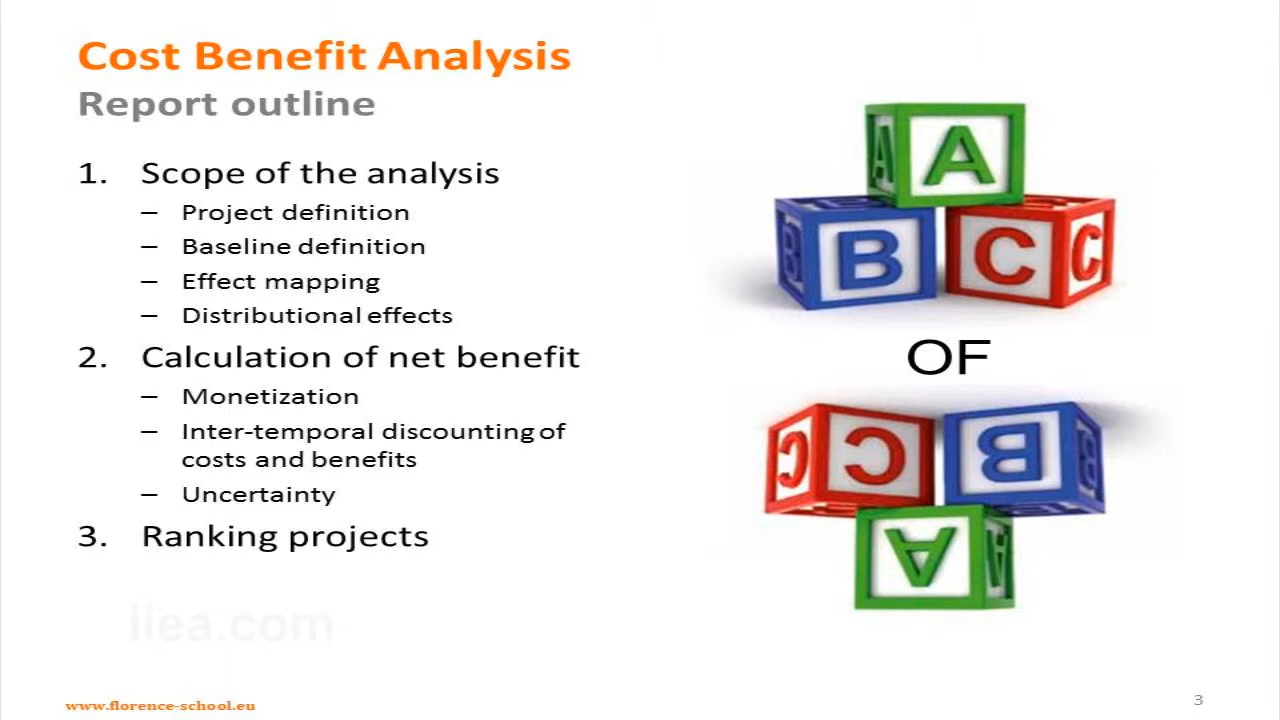 Cost Benefit Analysis
Report outline
1. Scope of the analysis
– Project definition
– Baseline definition
– Effect mapping
– Distributional effects
2. Calculation of net benefit
– Monetization
– Inter-temporal discounting of
costs and benefits
– Uncertainty
3. Ranking projects
A A
B B C C
OF
C C B B
A A
ilea.com
www.florence-school.eu
3